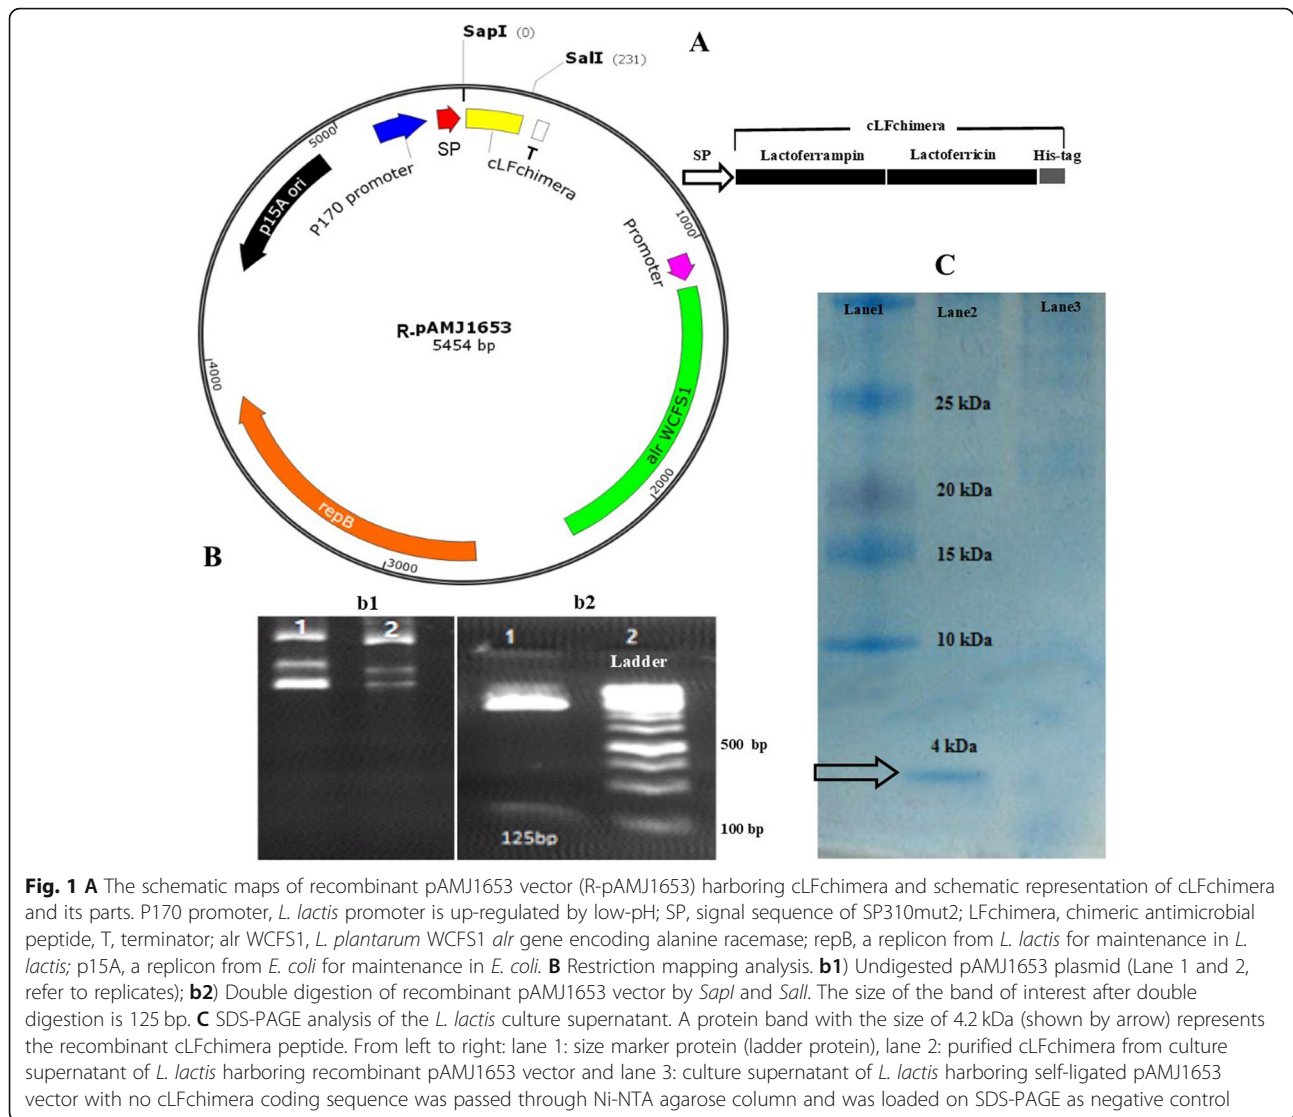 A
SapI (0)
SalI (231)
5000
SP
T
cLFchimera
P170 promoter
p15A ori
1000
Promoter
R-pAMJ1653
5454 bp
alr WCFS1
2000
4000
repB
3000
cLFchimera
SP Lactoferrampin Lactoferricin His-tag
B
b1
1 2
b2
1 2
Ladder
500 bp
100 bp
125bp
C
Lane1 Lane2 Lane3
25 kDa
20 kDa
15 kDa
10 kDa
4 kDa
Fig. 1 A The schematic maps of recombinant pAMJ1653 vector (R-pAMJ1653) harboring cLFchimera and schematic representation of cLFchimera
and its parts. P170 promoter, L. lactis promoter is up-regulated by low-pH; SP, signal sequence of SP310mut2; LFchimera, chimeric antimicrobial
peptide, T, terminator; alr WCFS1, L. plantarum WCFS1 alr gene encoding alanine racemase; repB, a replicon from L. lactis for maintenance in L.
lactis; p15A, a replicon from E. coli for maintenance in E. coli. B Restriction mapping analysis. b1) Undigested pAMJ1653 plasmid (Lane 1 and 2,
refer to replicates); b2) Double digestion of recombinant pAMJ1653 vector by SapI and SalI. The size of the band of interest after double
digestion is 125 bp. C SDS-PAGE analysis of the L. lactis culture supernatant. A protein band with the size of 4.2 kDa (shown by arrow) represents
the recombinant cLFchimera peptide. From left to right: lane 1: size marker protein (ladder protein), lane 2: purified cLFchimera from culture
supernatant of L. lactis harboring recombinant pAMJ1653 vector and lane 3: culture supernatant of L. lactis harboring self-ligated pAMJ1653
vector with no cLFchimera coding sequence was passed through Ni-NTA agarose column and was loaded on SDS-PAGE as negative control